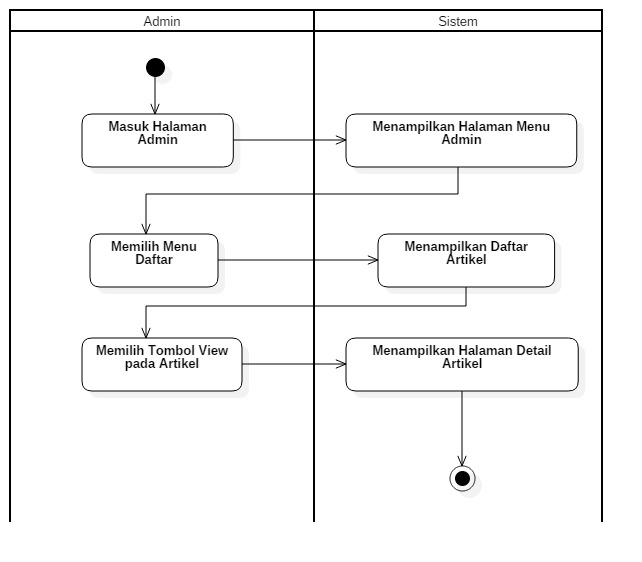 Admin
Sistem
Masuk Halaman
Admin
Menampilkan Halaman Menu
Admin
Memilih Menu
Daftar
Menampilkan Daftar
Artikel
Memilih Tombol View
pada Artikel
Menampilkan Halaman Detail
Artikel